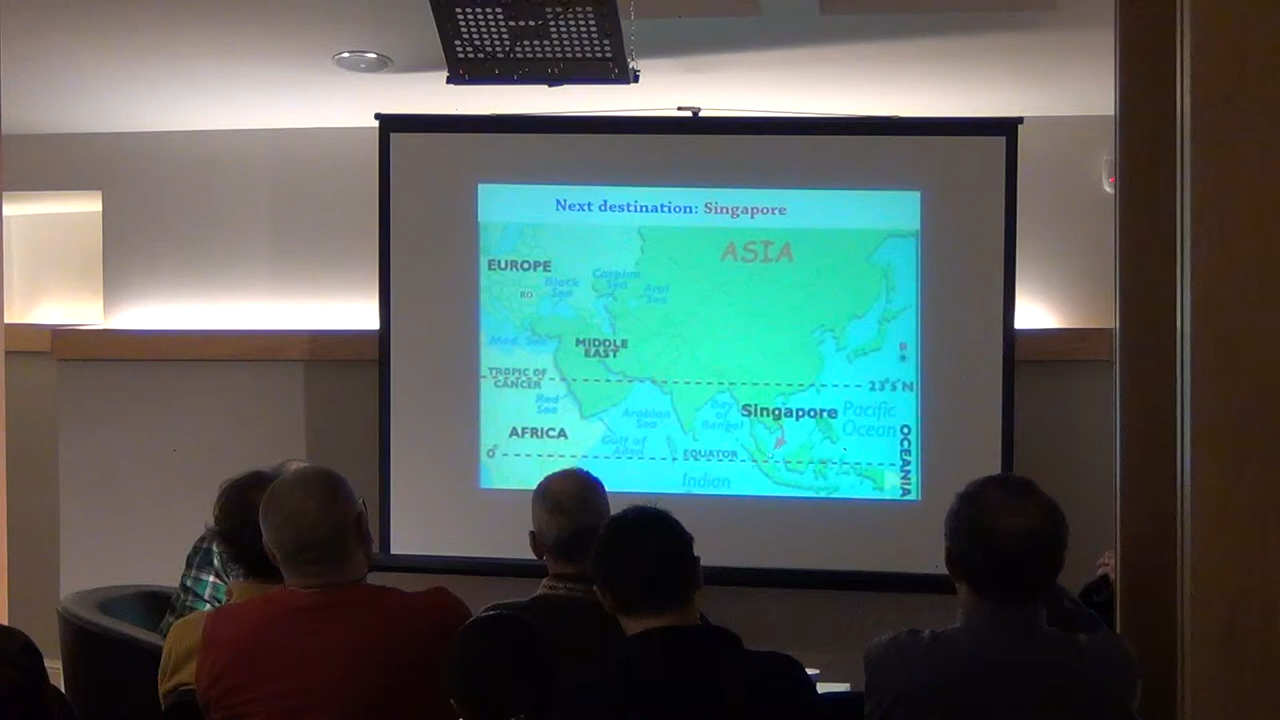 Next destination: Singapore
ASIA
EUROPE
Caspian
Sea
Black
Sea
Aral
Sea
RO
Med. Sea
MIDDLE
EAST
TROPIC OF
CANCER
23°5'N
Red
Sea
Arabian
Sea
Bay
of
Bangel
Singapore
Pacific
Ocean
AFRICA
Gulf of
Aden
OCEANIA
0°
EQUATOR
Indian